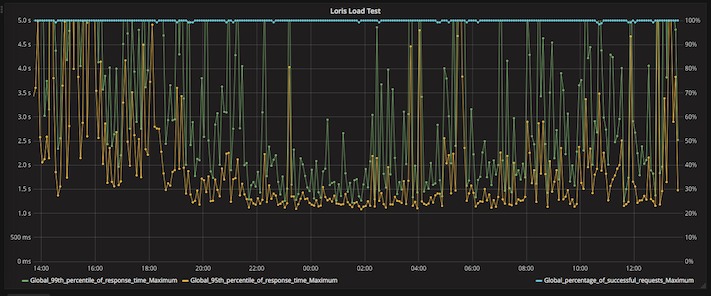 Loris Load Test
5.0 s 100%
4.5 s 90%
4.0 s 80%
3.5 s 70%
3.0 s 60%
2.5 s 50%
2.0 s 40%
1.5 s 30%
1.0 s 20%
500 ms 10%
0 ms 0%
14:00 16:00 18:00 20:00 22:00 00:00 02:00 04:00 06:00 08:00 10:00 12:00
Global_99th_percentile_of_response_time_Maximum Global_95th_percentile_of_response_time_Maximum Global_percentage_of_successful_requests_Maximum